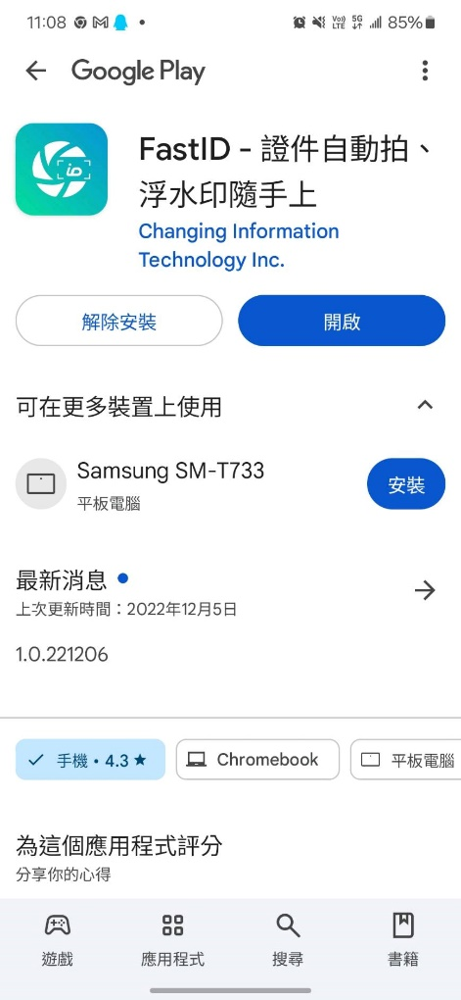 11:08
Vo))
LTE
5G
85%
Google Play
iD
FastID - 證件自動拍、
浮水印隨手上
Changing Information
Technology Inc.
解除安裝
開啟
可在更多裝置上使用
Samsung SM-T733
平板電腦
安裝
最新消息
上次更新時間：2022年12月5日
1.0.221206
手機 • 4.3 ★
Chromebook
平板電腦
為這個應用程式評分
分享你的心得
遊戲
應用程式
搜尋
書籍